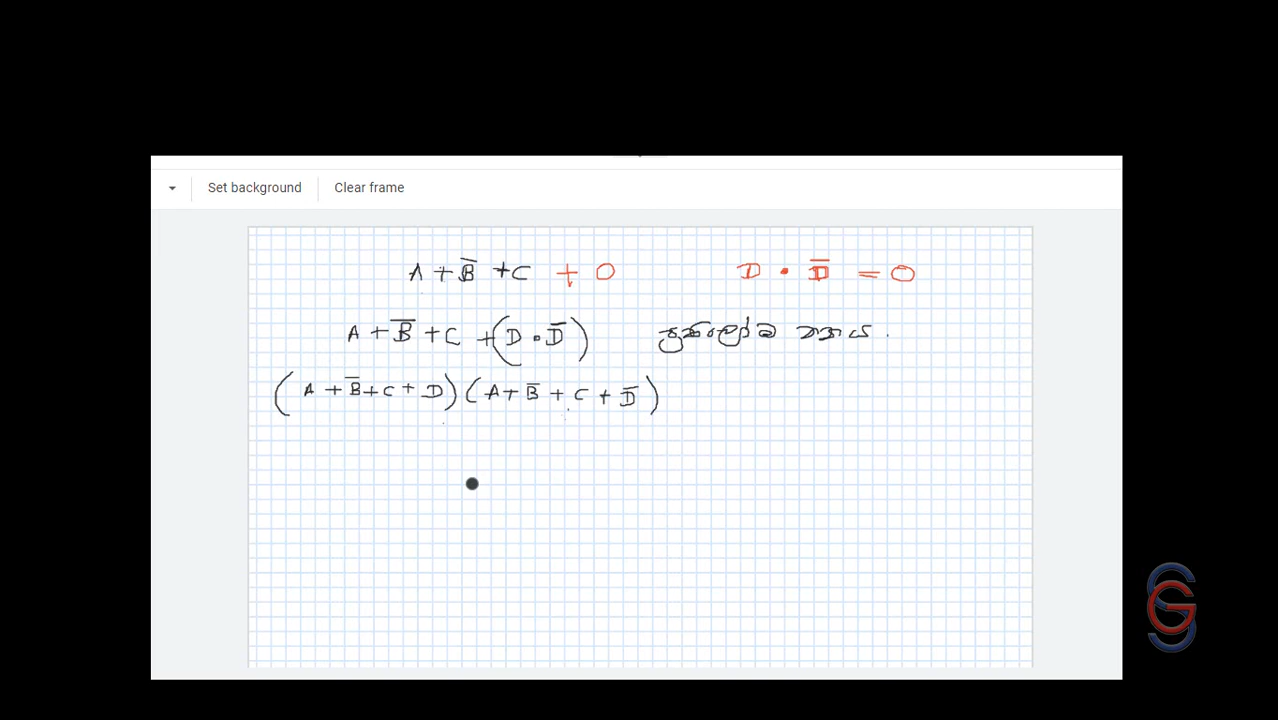 Set background Clear frame
A + B̅ + C + 0 D · D̅ = 0
A + B̅ + C + (D · D̅) න්‍යාය.
(A + B̅ + C + D) (A + B̅ + C + D̅)